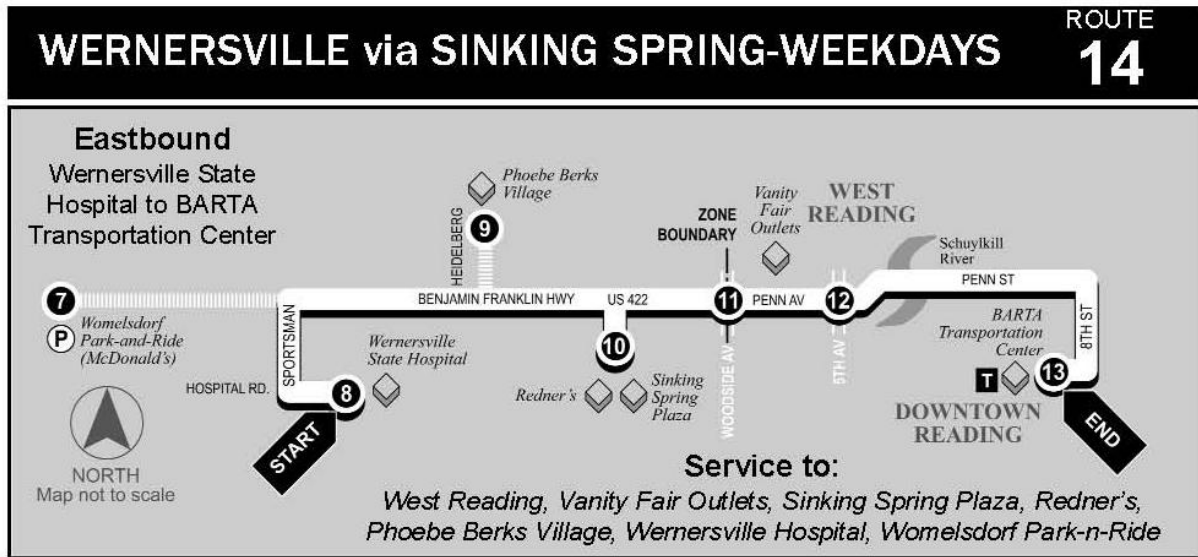 WERNERSVILLE via SINKING SPRING-WEEKDAYS
ROUTE
14
Eastbound
Wernersville State
Hospital to BARTA
Transportation Center
Phoebe Berks
Village
HEIDELBERG
9
ZONE
BOUNDARY
Vanity
Fair
Outlets
WEST
READING
Schuylkill
River
7
BENJAMIN FRANKLIN HWY
US 422
11
PENN AV
12
PENN ST
P
Womelsdorf
Park-and-Ride
(McDonald's)
SPORTSMAN
Wernersville
State Hospital
10
WOODSIDE AV
5TH AV
BARTA
Transportation
Center
8TH ST
HOSPITAL RD.
8
Redner's
Sinking
Spring
Plaza
T
13
START
DOWNTOWN
READING
END
NORTH
Map not to scale
Service to:
West Reading, Vanity Fair Outlets, Sinking Spring Plaza, Redner's,
Phoebe Berks Village, Wernersville Hospital, Womelsdorf Park-n-Ride